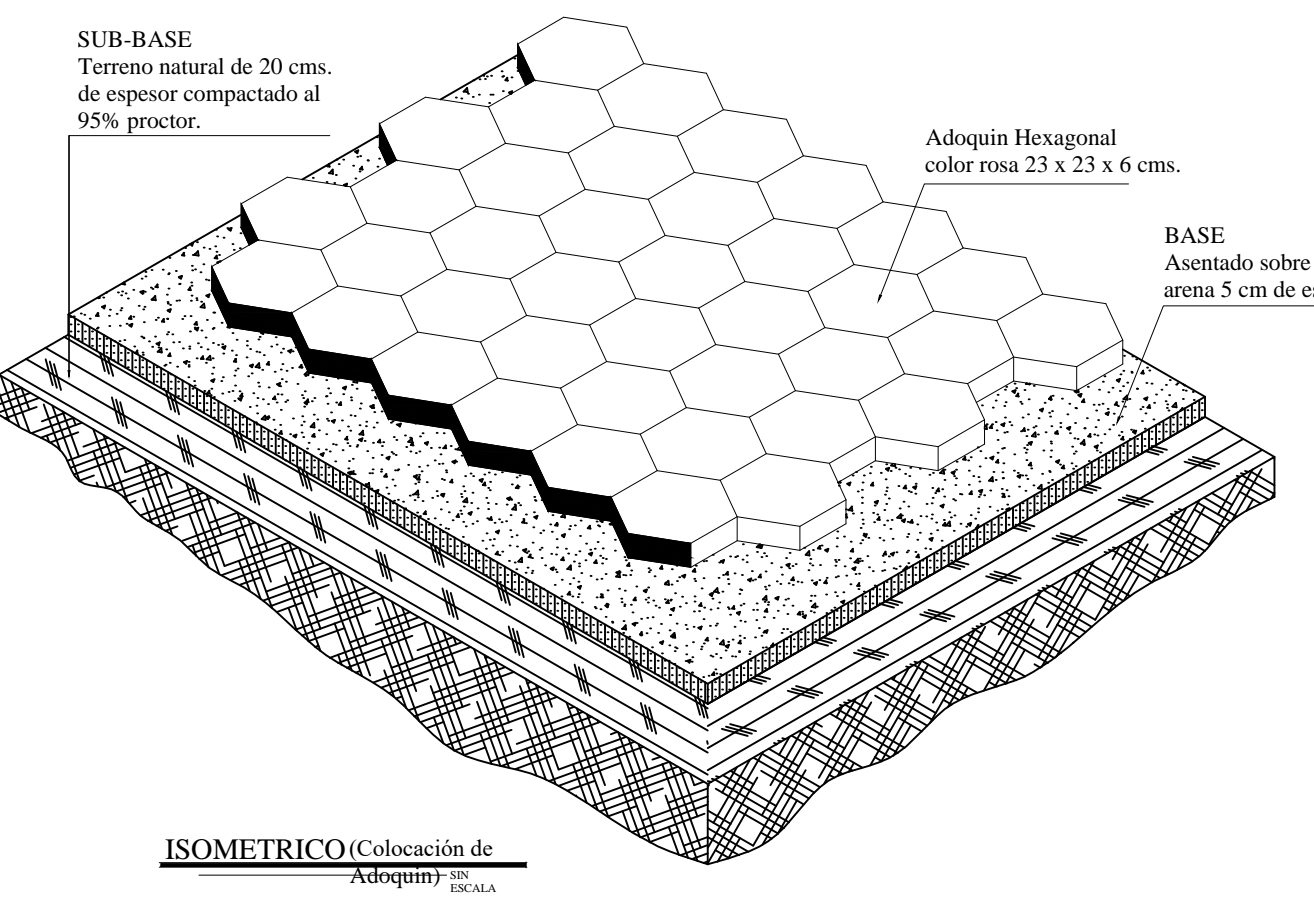 SUB-BASE
Terreno natural de 20 cms.
de espesor compactado al
95% proctor.
Adoquin Hexagonal
color rosa 23 x 23 x 6 cms.
BASE
Asentado sobre
arena 5 cm de
ISOMETRICO (Colocación de
Adoquin) SIN
ESCALA